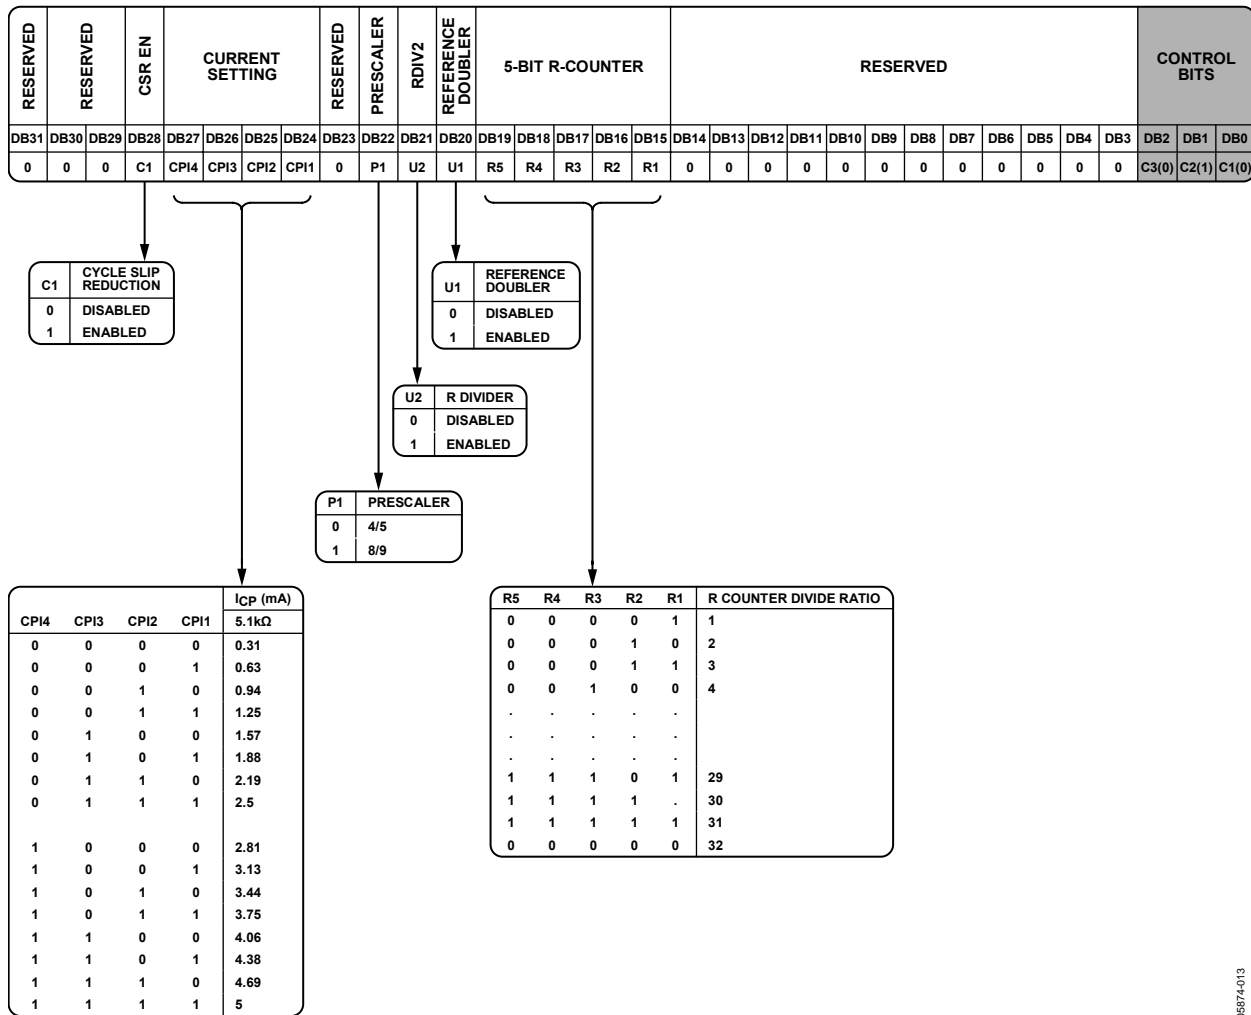 RESERVED RESERVED CSR EN CURRENT SETTING RESERVED PRESCALER RDIV2 REFERENCE DOUBLER 5-BIT R-COUNTER RESERVED CONTROL BITS
DB31 DB30 DB29 DB28 DB27 DB26 DB25 DB24 DB23 DB22 DB21 DB20 DB19 DB18 DB17 DB16 DB15 DB14 DB13 DB12 DB11 DB10 DB9 DB8 DB7 DB6 DB5 DB4 DB3 DB2 DB1 DB0
0 0 0 C1 CPI4 CPI3 CPI2 CPI1 0 P1 U2 U1 R5 R4 R3 R2 R1 0 0 0 0 0 0 0 0 0 0 0 0 C3(0) C2(1) C1(0)
C1 CYCLE SLIP REDUCTION
0 DISABLED
1 ENABLED
U1 REFERENCE DOUBLER
0 DISABLED
1 ENABLED
U2 R DIVIDER
0 DISABLED
1 ENABLED
P1 PRESCALER
0 4/5
1 8/9
ICP (mA)
CPI4 CPI3 CPI2 CPI1 5.1kΩ
0 0 0 0 0.31
0 0 0 1 0.63
0 0 1 0 0.94
0 0 1 1 1.25
0 1 0 0 1.57
0 1 0 1 1.88
0 1 1 0 2.19
0 1 1 1 2.5
1 0 0 0 2.81
1 0 0 1 3.13
1 0 1 0 3.44
1 0 1 1 3.75
1 1 0 0 4.06
1 1 0 1 4.38
1 1 1 0 4.69
1 1 1 1 5
R5 R4 R3 R2 R1 R COUNTER DIVIDE RATIO
0 0 0 0 1 1
0 0 0 1 0 2
0 0 0 1 1 3
0 0 1 0 0 4
. . . . .
. . . . .
. . . . .
1 1 1 0 1 29
1 1 1 1 . 30
1 1 1 1 1 31
0 0 0 0 0 32
05874-013